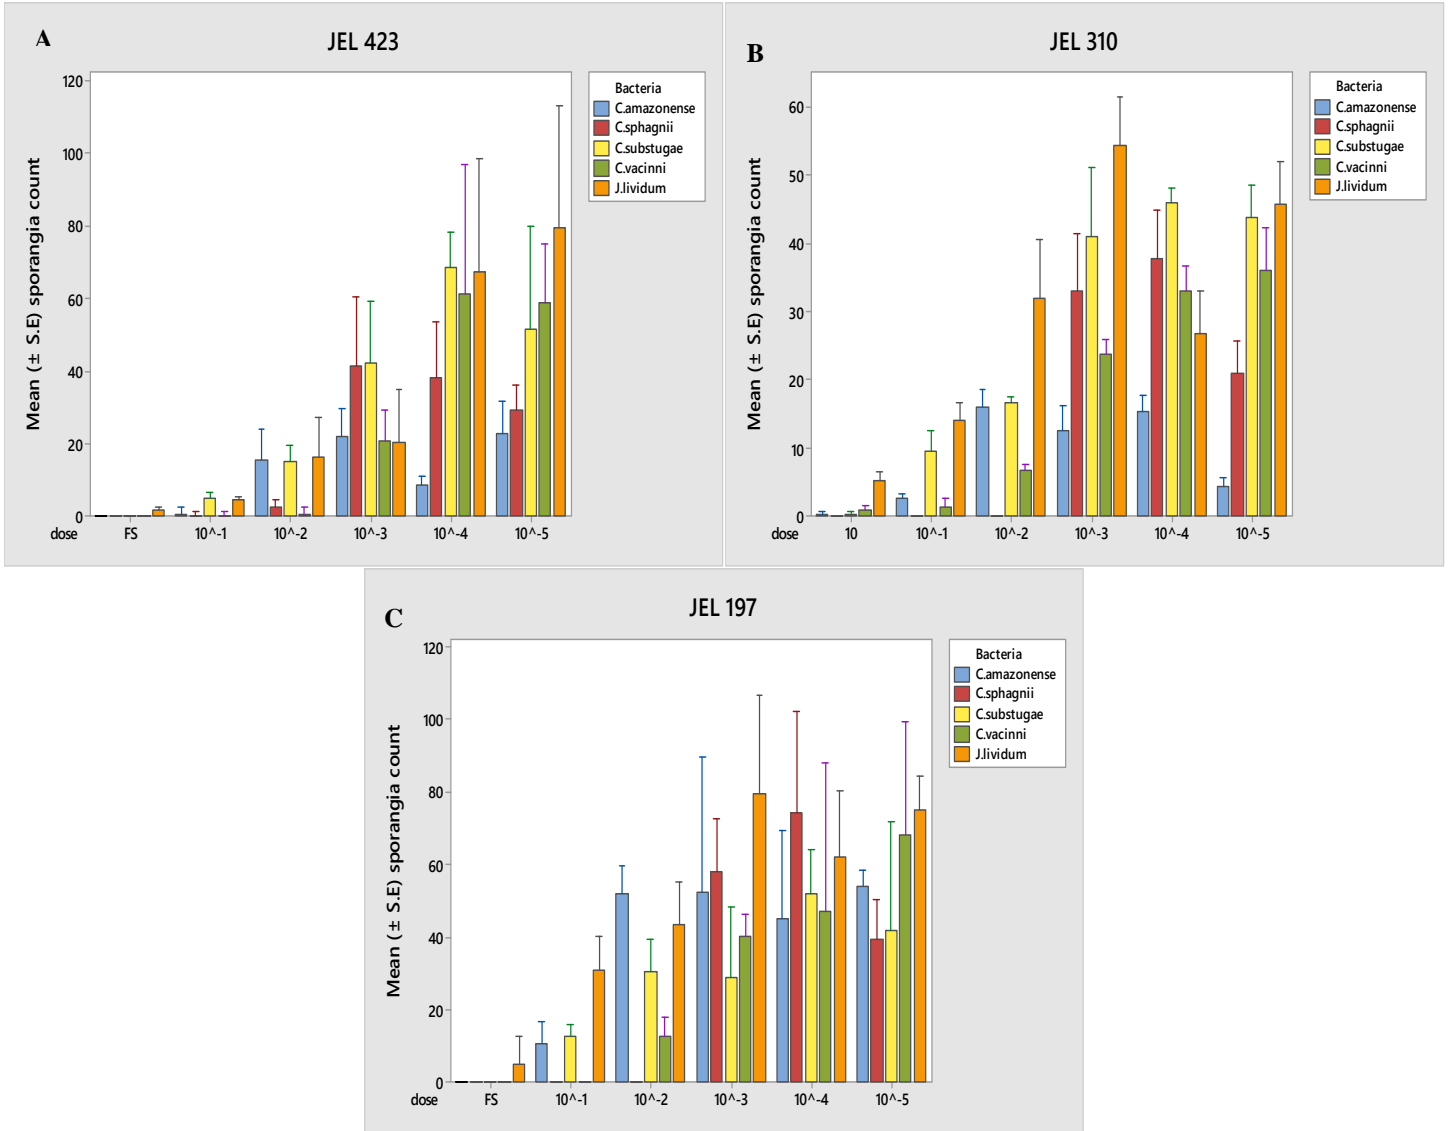 A
JEL 423
Mean (± S.E) sporangia count
120
100
80
60
40
20
0
dose FS 10^-1 10^-2 10^-3 10^-4 10^-5
Bacteria
C.amazonense
C.sphagnii
C.substugae
C.vacinni
J.lividum
B
JEL 310
Mean (± S.E) sporangia count
60
50
40
30
20
10
0
dose 10 10^-1 10^-2 10^-3 10^-4 10^-5
Bacteria
C.amazonense
C.sphagnii
C.substugae
C.vacinni
J.lividum
C
JEL 197
Mean (± S.E) sporangia count
120
100
80
60
40
20
0
dose FS 10^-1 10^-2 10^-3 10^-4 10^-5
Bacteria
C.amazonense
C.sphagnii
C.substugae
C.vacinni
J.lividum